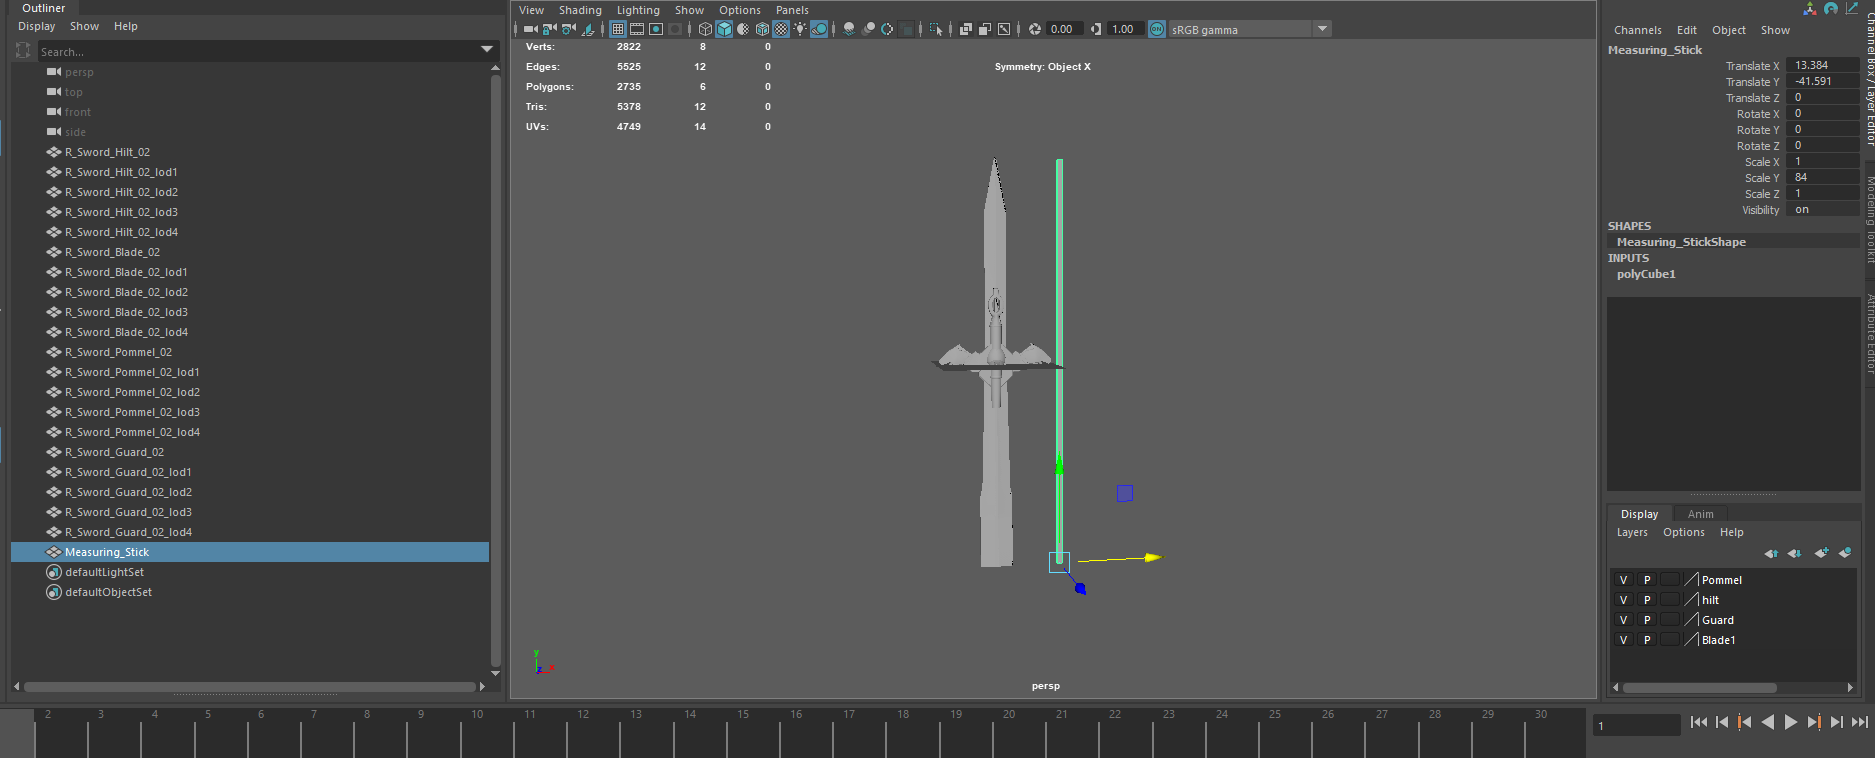 Outliner
Display Show Help
Search...
persp
top
front
side
R_Sword_Hilt_02
R_Sword_Hilt_02_lod1
R_Sword_Hilt_02_lod2
R_Sword_Hilt_02_lod3
R_Sword_Hilt_02_lod4
R_Sword_Blade_02
R_Sword_Blade_02_lod1
R_Sword_Blade_02_lod2
R_Sword_Blade_02_lod3
R_Sword_Blade_02_lod4
R_Sword_Pommel_02
R_Sword_Pommel_02_lod1
R_Sword_Pommel_02_lod2
R_Sword_Pommel_02_lod3
R_Sword_Pommel_02_lod4
R_Sword_Guard_02
R_Sword_Guard_02_lod1
R_Sword_Guard_02_lod2
R_Sword_Guard_02_lod3
R_Sword_Guard_02_lod4
Measuring_Stick
defaultLightSet
defaultObjectSet
View Shading Lighting Show Options Panels
0.00 1.00 ON sRGB gamma
Verts: 2822 8 0
Edges: 5525 12 0
Polygons: 2735 6 0
Tris: 5378 12 0
UVs: 4749 14 0
Symmetry: Object X
y
x
persp
Channels Edit Object Show
Measuring_Stick
Translate X 13.384
Translate Y -41.591
Translate Z 0
Rotate X 0
Rotate Y 0
Rotate Z 0
Scale X 1
Scale Y 84
Scale Z 1
Visibility on
SHAPES
Measuring_StickShape
INPUTS
polyCube1
Channel Box / Layer Editor
Modeling Toolkit
Attribute Editor
Display Anim
Layers Options Help
V P Pommel
V P hilt
V P Guard
V P Blade1
2 3 4 5 6 7 8 9 10 11 12 13 14 15 16 17 18 19 20 21 22 23 24 25 26 27 28 29 30
1